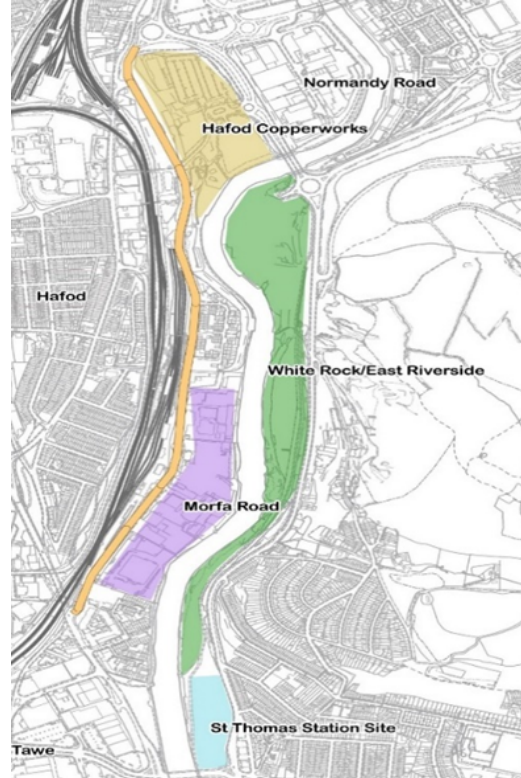 Normandy Road
Hafod Copperworks
Hafod
White Rock/East Riverside
Morfa Road
St Thomas Station Site
Tawe